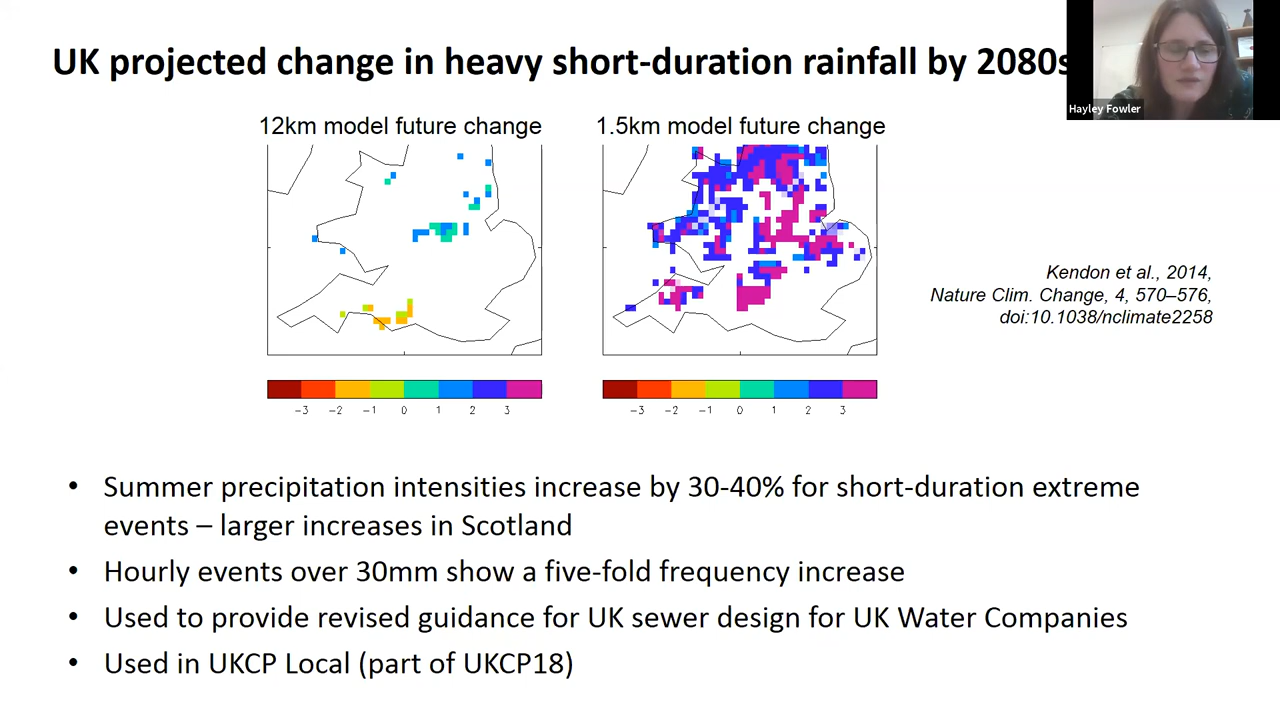 UK projected change in heavy short-duration rainfall by 2080s
Hayley Fowler
12km model future change
1.5km model future change
-3 -2 -1 0 1 2 3
-3 -2 -1 0 1 2 3
Kendon et al., 2014,
Nature Clim. Change, 4, 570–576,
doi:10.1038/nclimate2258
• Summer precipitation intensities increase by 30-40% for short-duration extreme
events – larger increases in Scotland
• Hourly events over 30mm show a five-fold frequency increase
• Used to provide revised guidance for UK sewer design for UK Water Companies
• Used in UKCP Local (part of UKCP18)